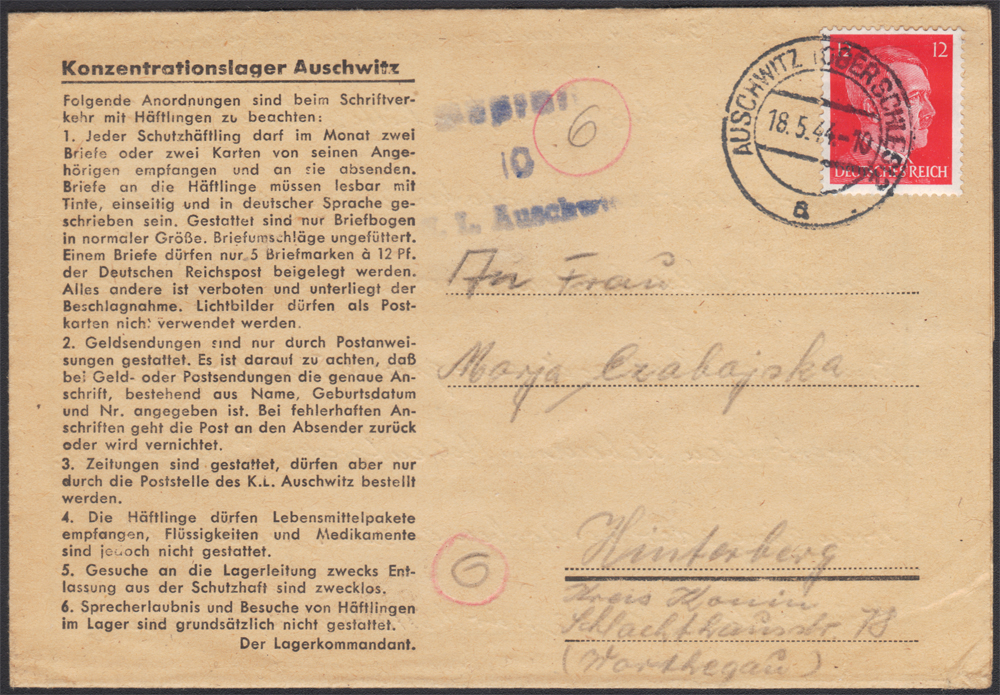 Konzentrationslager Auschwitz
Folgende Anordnungen sind beim Schriftver-
kehr mit Häftlingen zu beachten:
1. Jeder Schutzhäftling darf im Monat zwei
Briefe oder zwei Karten von seinen Ange-
hörigen empfangen und an sie absenden.
Briefe an die Häftlinge müssen lesbar mit
Tinte, einseitig und in deutscher Sprache ge-
schrieben sein. Gestattet sind nur Briefbogen
in normaler Größe. Briefumschläge ungefüttert.
Einem Briefe dürfen nur 5 Briefmarken à 12 Pf.
der Deutschen Reichspost beigelegt werden.
Alles andere ist verboten und unterliegt der
Beschlagnahme. Lichtbilder dürfen als Post-
karten nicht verwendet werden.
2. Geldsendungen sind nur durch Postanwei-
sungen gestattet. Es ist darauf zu achten, daß
bei Geld- oder Postsendungen die genaue An-
schrift, bestehend aus Name, Geburtsdatum
und Nr. angegeben ist. Bei fehlerhaften An-
schriften geht die Post an den Absender zurück
oder wird vernichtet.
3. Zeitungen sind gestattet, dürfen aber nur
durch die Poststelle des K.L. Auschwitz bestellt
werden.
4. Die Häftlinge dürfen Lebensmittelpakete
empfangen, Flüssigkeiten und Medikamente
sind jedoch nicht gestattet.
5. Gesuche an die Lagerleitung zwecks Ent-
lassung aus der Schutzhaft sind zwecklos.
6. Sprecherlaubnis und Besuche von Häftlingen
im Lager sind grundsätzlich nicht gestattet.
Der Lagerkommandant.
6
10
L. Auschw
AUSCHWITZ (OBERSCHLES)
18.5.44.-10
a
12
DEUTSCHES REICH
An Frau
Marja Czabajska
6
Hinterberg
Kreis Konin
Schlachthausstr 78
(Warthegau)